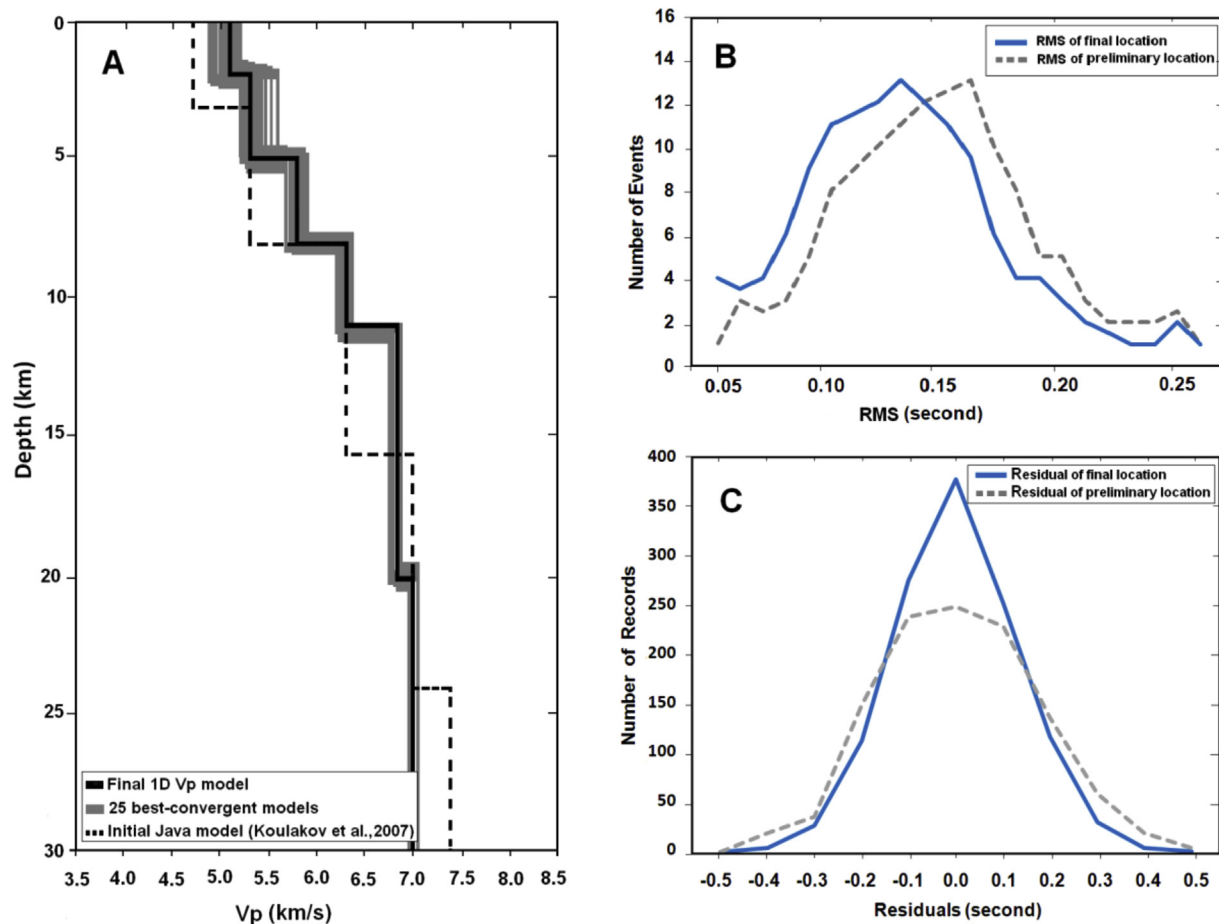 A
0
5
10
15
20
25
30
Depth (km)
Final 1D Vp model
25 best-convergent models
Initial Java model (Koulakov et al.,2007)
3.5 4.0 5.0 5.5 6.0 6.5 7.0 7.5 8.0 8.5
Vp (km/s)
B
16
14
12
10
8
6
4
2
0
Number of Events
RMS of final location
RMS of preliminary location
0.05 0.10 0.15 0.20 0.25
RMS (second)
C
400
350
300
250
200
150
100
50
0
Number of Records
Residual of final location
Residual of preliminary location
-0.5 -0.4 -0.3 -0.2 -0.1 0.0 0.1 0.2 0.3 0.4 0.5
Residuals (second)